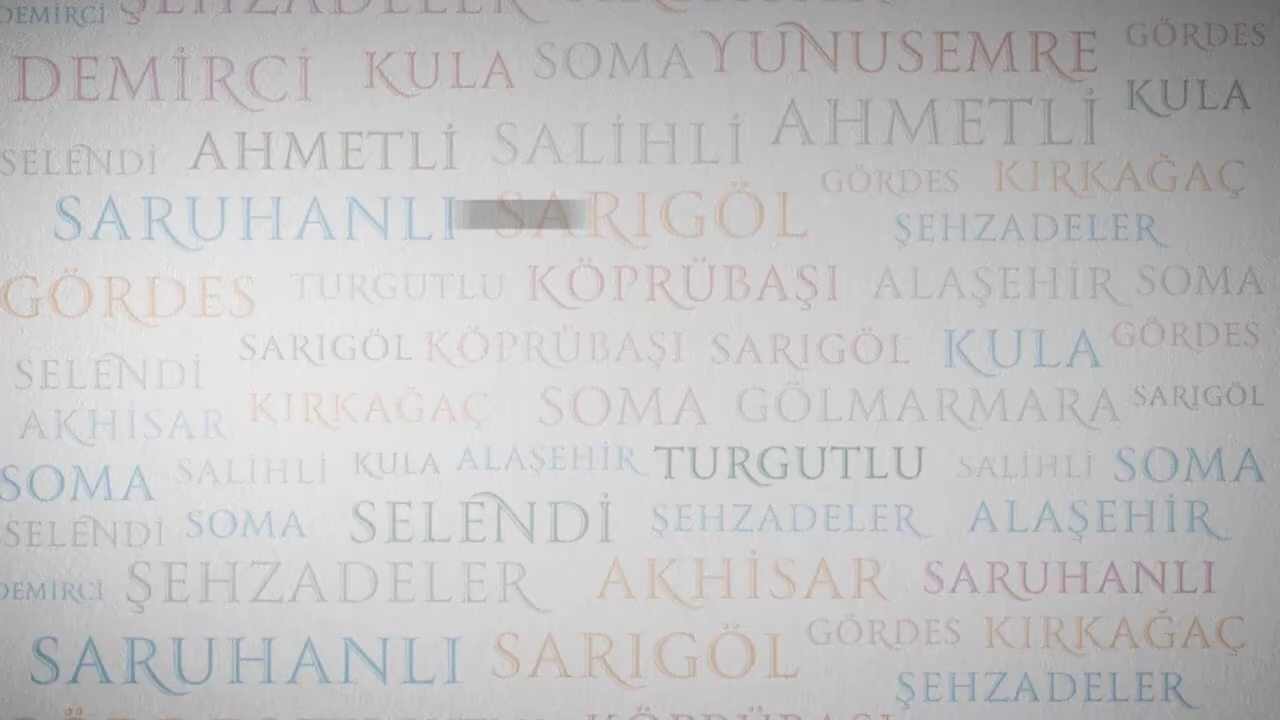 DEMİRCİ ŞEHZADELER
DEMİRCİ KULA SOMA YUNUSEMRE GÖRDES
AHMETLİ KULA
SELENDİ AHMETLİ SALİHLİ
GÖRDES KIRKAĞAÇ
SARUHANLI SARIGÖL ŞEHZADELER
GÖRDES TURGUTLU KÖPRÜBAŞI ALAŞEHİR SOMA
SARIGÖL KÖPRÜBAŞI SARIGÖL KULA GÖRDES
SELENDİ
AKHİSAR KIRKAĞAÇ SOMA GÖLMARMARA SARIGÖL
SOMA SALİHLİ KULA ALAŞEHİR TURGUTLU SALİHLİ SOMA
SELENDİ SOMA SELENDİ ŞEHZADELER ALAŞEHİR
DEMİRCİ ŞEHZADELER AKHİSAR SARUHANLI
SARUHANLI SARIGÖL GÖRDES KIRKAĞAÇ
ŞEHZADELER
KÖPRÜBAŞI